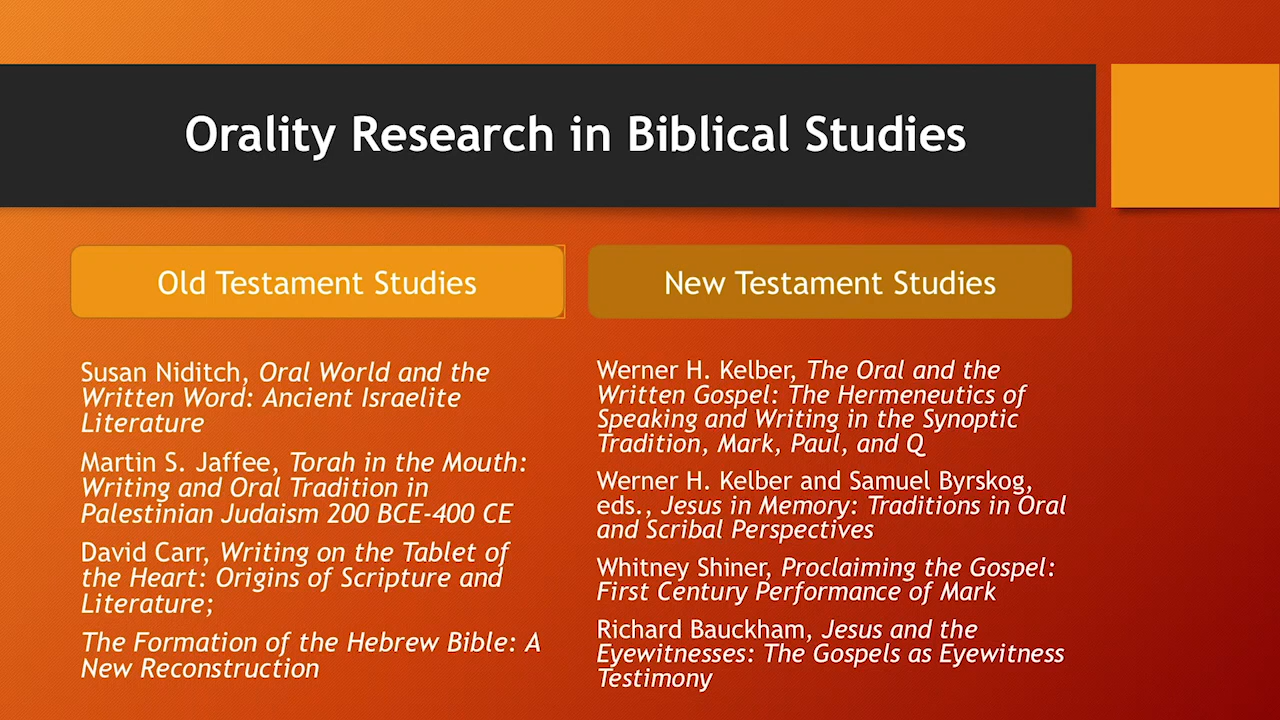 Orality Research in Biblical Studies
Old Testament Studies
Susan Niditch, Oral World and the
Written Word: Ancient Israelite
Literature
Martin S. Jaffee, Torah in the Mouth:
Writing and Oral Tradition in
Palestinian Judaism 200 BCE-400 CE
David Carr, Writing on the Tablet of
the Heart: Origins of Scripture and
Literature;
The Formation of the Hebrew Bible: A
New Reconstruction
New Testament Studies
Werner H. Kelber, The Oral and the
Written Gospel: The Hermeneutics of
Speaking and Writing in the Synoptic
Tradition, Mark, Paul, and Q
Werner H. Kelber and Samuel Byrskog,
eds., Jesus in Memory: Traditions in Oral
and Scribal Perspectives
Whitney Shiner, Proclaiming the Gospel:
First Century Performance of Mark
Richard Bauckham, Jesus and the
Eyewitnesses: The Gospels as Eyewitness
Testimony